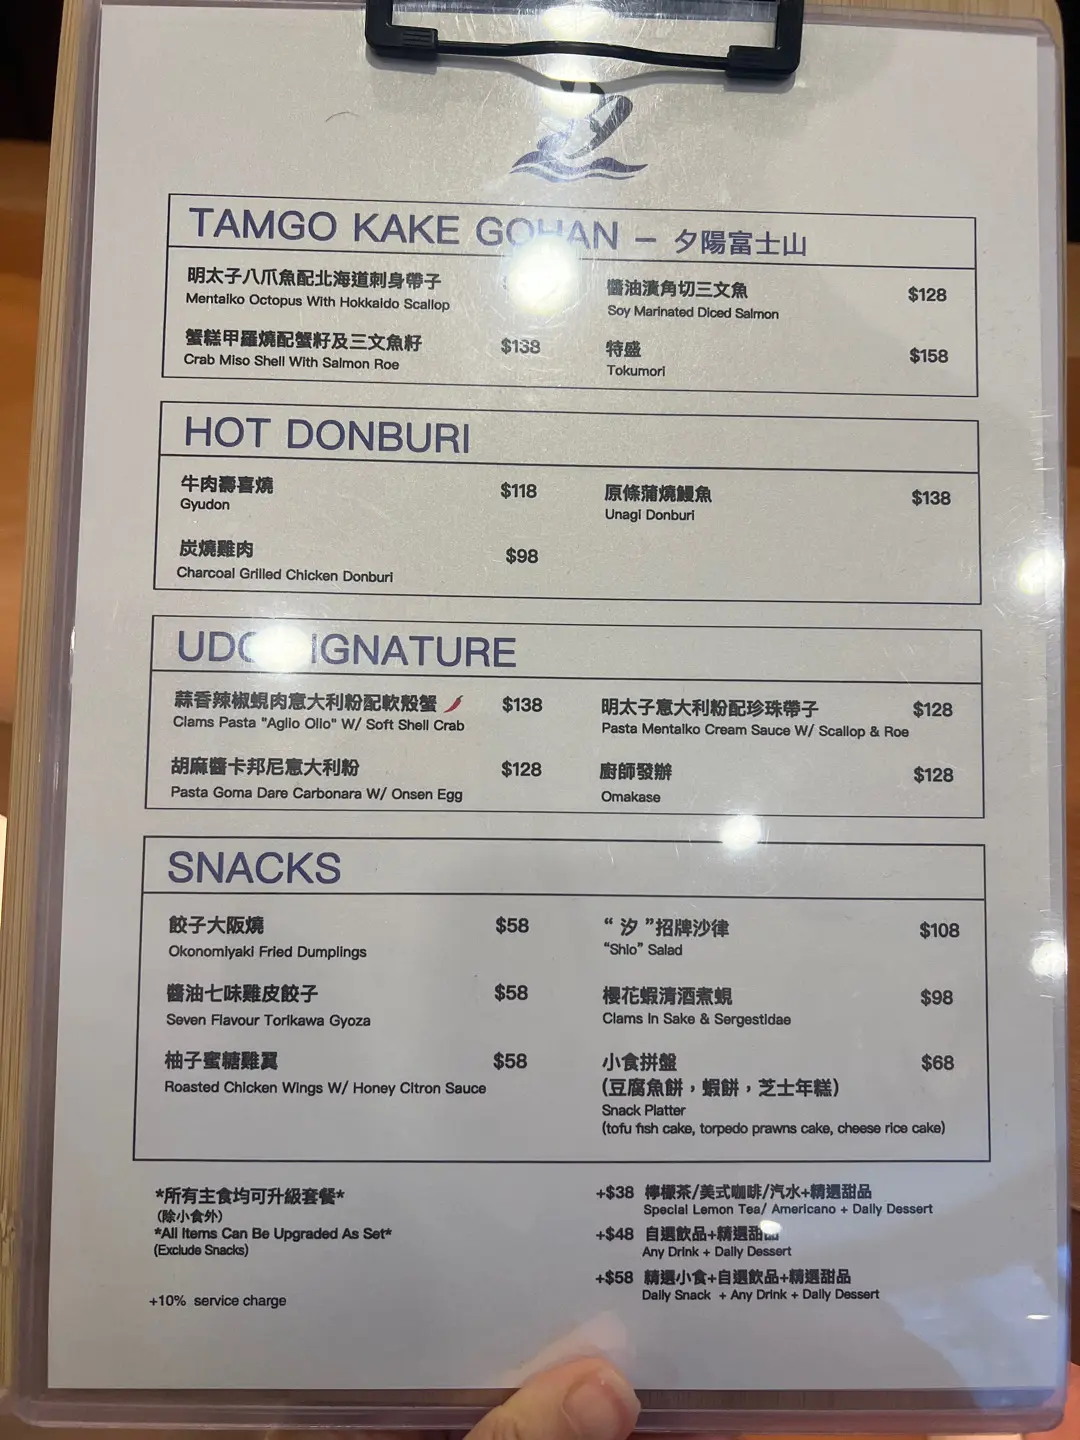 TAMGO KAKE GOHAN – 夕陽富士山
明太子八爪魚配北海道刺身帶子
Mentaiko Octopus With Hokkaido Scallop
蟹糕甲羅燒配蟹籽及三文魚籽 $138
Crab Miso Shell With Salmon Roe
醬油漬角切三文魚 $128
Soy Marinated Diced Salmon
特盛 $158
Tokumori
HOT DONBURI
牛肉壽喜燒 $118
Gyudon
炭燒雞肉 $98
Charcoal Grilled Chicken Donburi
原條蒲燒鰻魚 $138
Unagi Donburi
蒜香辣椒蜆肉意大利粉配軟殼蟹 $138
Clams Pasta "Aglio Olio" W/ Soft Shell Crab
胡麻醬卡邦尼意大利粉 $128
Pasta Goma Dare Carbonara W/ Onsen Egg
明太子意大利粉配珍珠帶子 $128
Pasta Mentaiko Cream Sauce W/ Scallop & Roe
廚師發辦 $128
Omakase
SNACKS
餃子大阪燒 $58
Okonomiyaki Fried Dumplings
醬油七味雞皮餃子 $58
Seven Flavour Torikawa Gyoza
柚子蜜糖雞翼 $58
Roasted Chicken Wings W/ Honey Citron Sauce
“ 汐 ”招牌沙律 $108
“Shio” Salad
櫻花蝦清酒煮蜆 $98
Clams In Sake & Sergestidae
小食拼盤 $68
(豆腐魚餅，蝦餅，芝士年糕)
Snack Platter
(tofu fish cake, torpedo prawns cake, cheese rice cake)
*所有主食均可升級套餐*
(除小食外)
*All Items Can Be Upgraded As Set*
(Exclude Snacks)
+10% service charge
+$38 檸檬茶/美式咖啡/汽水+精選甜品
Special Lemon Tea/ Americano + Daily Dessert
+$48 自選飲品+精選甜品
Any Drink + Daily Dessert
+$58 精選小食+自選飲品+精選甜品
Daily Snack + Any Drink + Daily Dessert